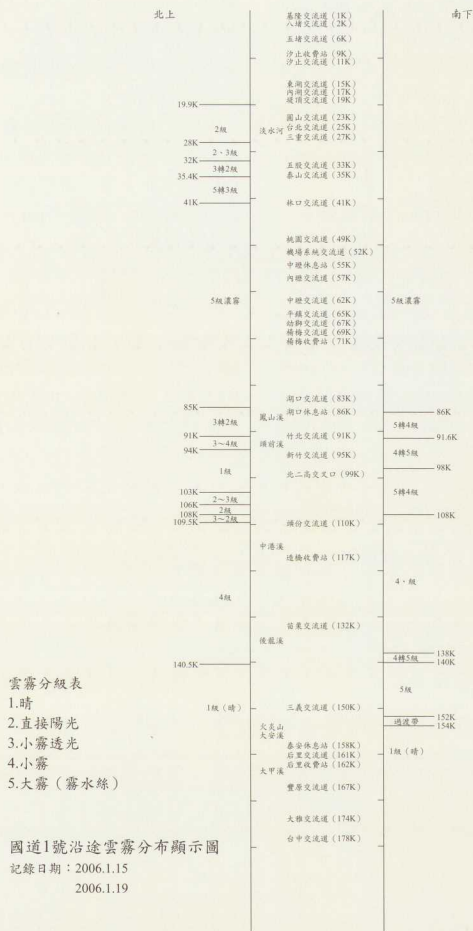 北上
南下
基隆交流道(1K)
八堵交流道(2K)
五堵交流道(6K)
汐止收費站(9K)
汐止交流道(11K)
東湖交流道(15K)
內湖交流道(17K)
堤頂交流道(19K)
19.9K
圓山交流道(23K)
2級
淡水河
台北交流道(25K)
三重交流道(27K)
28K
2、3級
32K
五股交流道(33K)
3轉2級
泰山交流道(35K)
35.4K
5轉3級
41K
林口交流道(41K)
桃園交流道(49K)
機場系統交流道(52K)
中壢休息站(55K)
內壢交流道(57K)
5級濃霧
中壢交流道(62K)
5級濃霧
平鎮交流道(65K)
幼獅交流道(67K)
楊梅交流道(69K)
楊梅收費站(71K)
湖口交流道(83K)
85K
湖口休息站(86K)
86K
3轉2級
鳳山溪
5轉4級
91K
竹北交流道(91K)
91.6K
3～4級
頭前溪
94K
新竹交流道(95K)
4轉5級
98K
1級
北二高交叉口(99K)
103K
2～3級
5轉4級
106K
2級
108K
108K
3～2級
109.5K
頭份交流道(110K)
中港溪
造橋收費站(117K)
4．級
4級
苗栗交流道(132K)
後龍溪
138K
4轉5級
140.5K
140K
5級
1級(晴)
三義交流道(150K)
152K
過渡帶
154K
火炎山
大安溪
泰安休息站(158K)
1級(晴)
后里交流道(161K)
后里收費站(162K)
太甲溪
豐原交流道(167K)
大雅交流道(174K)
台中交流道(178K)
雲霧分級表
1.晴
2.直接陽光
3.小霧透光
4.小霧
5.大霧(霧水絲)
國道1號沿途雲霧分布顯示圖
記錄日期：2006.1.15
2006.1.19